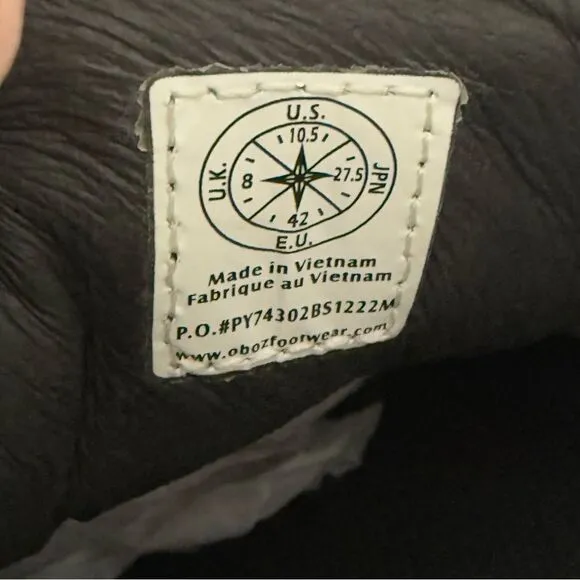 U.S.
10.5
U.K.
8
27.5
JPN
42
E.U.
Made in Vietnam
Fabrique au Vietnam
P.O.#PY74302BS1222M
www.obozfootwear.com